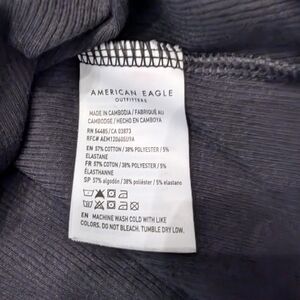 AMERICAN EAGLE
OUTFITTERS
MADE IN CAMBODIA / FABRIQUÉ AU
CAMBODGE / HECHO EN CAMBOYA
RN 54485 / CA 03873
RFC# AEM12060509A
EN 57% COTTON / 38% POLYESTER / 5%
ELASTANE
FR 57% COTON / 38% POLYESTER / 5%
ÉLASTHANNE
SP 57% algodón / 38% poliéster / 5% elastano
EN MACHINE WASH COLD WITH LIKE
COLORS. DO NOT BLEACH. TUMBLE DRY LOW.